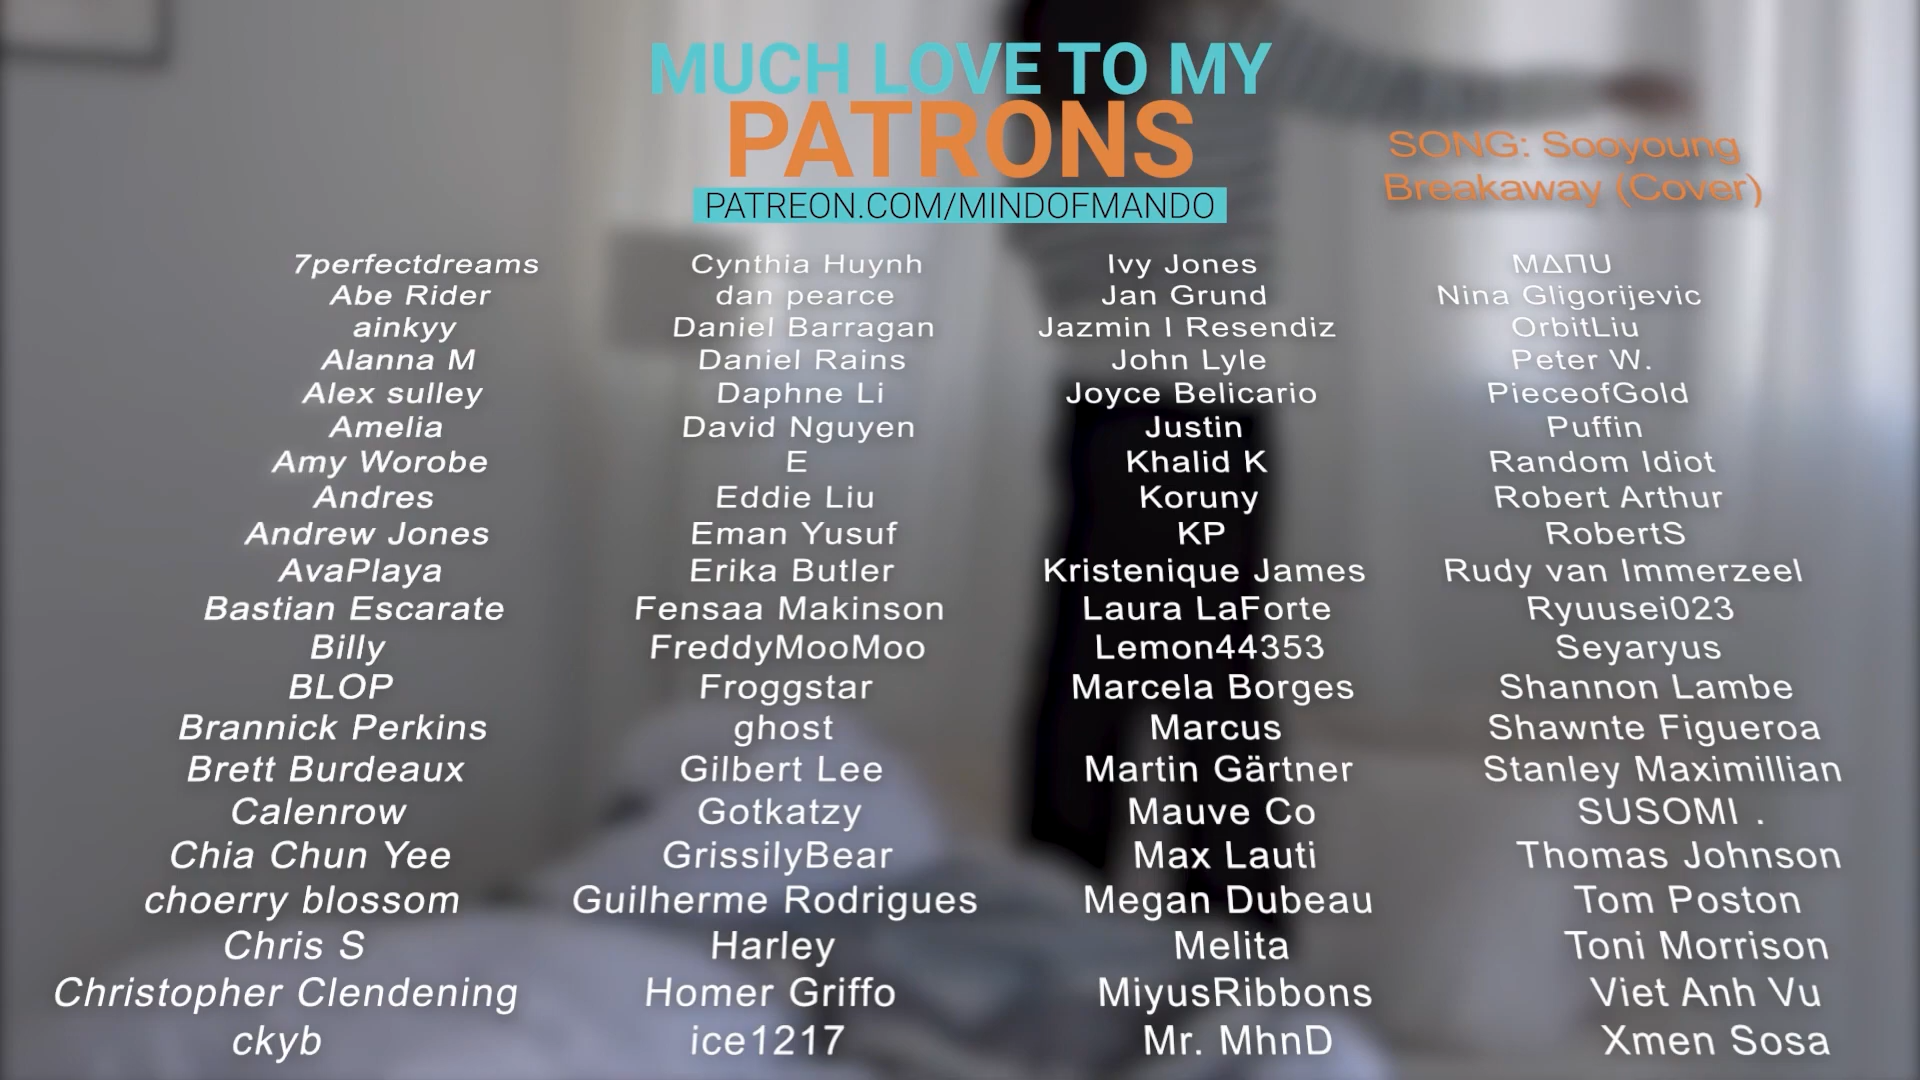 MUCH LOVE TO MY
PATRONS
PATREON.COM/MINDOFMANDO
SONG: Sooyoung
Breakaway (Cover)
7perfectdreams
Abe Rider
ainkyy
Alanna M
Alex sulley
Amelia
Amy Worobe
Andres
Andrew Jones
AvaPlaya
Bastian Escarate
Billy
BLOP
Brannick Perkins
Brett Burdeaux
Calenrow
Chia Chun Yee
choerry blossom
Chris S
Christopher Clendening
ckyb
Cynthia Huynh
dan pearce
Daniel Barragan
Daniel Rains
Daphne Li
David Nguyen
E
Eddie Liu
Eman Yusuf
Erika Butler
Fensaa Makinson
FreddyMooMoo
Froggstar
ghost
Gilbert Lee
Gotkatzy
GrissilyBear
Guilherme Rodrigues
Harley
Homer Griffo
ice1217
Ivy Jones
Jan Grund
Jazmin I Resendiz
John Lyle
Joyce Belicario
Justin
Khalid K
Koruny
KP
Kristenique James
Laura LaForte
Lemon44353
Marcela Borges
Marcus
Martin Gärtner
Mauve Co
Max Lauti
Megan Dubeau
Melita
MiyusRibbons
Mr. MhnD
MΔΠU
Nina Gligorijevic
OrbitLiu
Peter W.
PieceofGold
Puffin
Random Idiot
Robert Arthur
RobertS
Rudy van Immerzeel
Ryuusei023
Seyaryus
Shannon Lambe
Shawnte Figueroa
Stanley Maximillian
SUSOMI .
Thomas Johnson
Tom Poston
Toni Morrison
Viet Anh Vu
Xmen Sosa